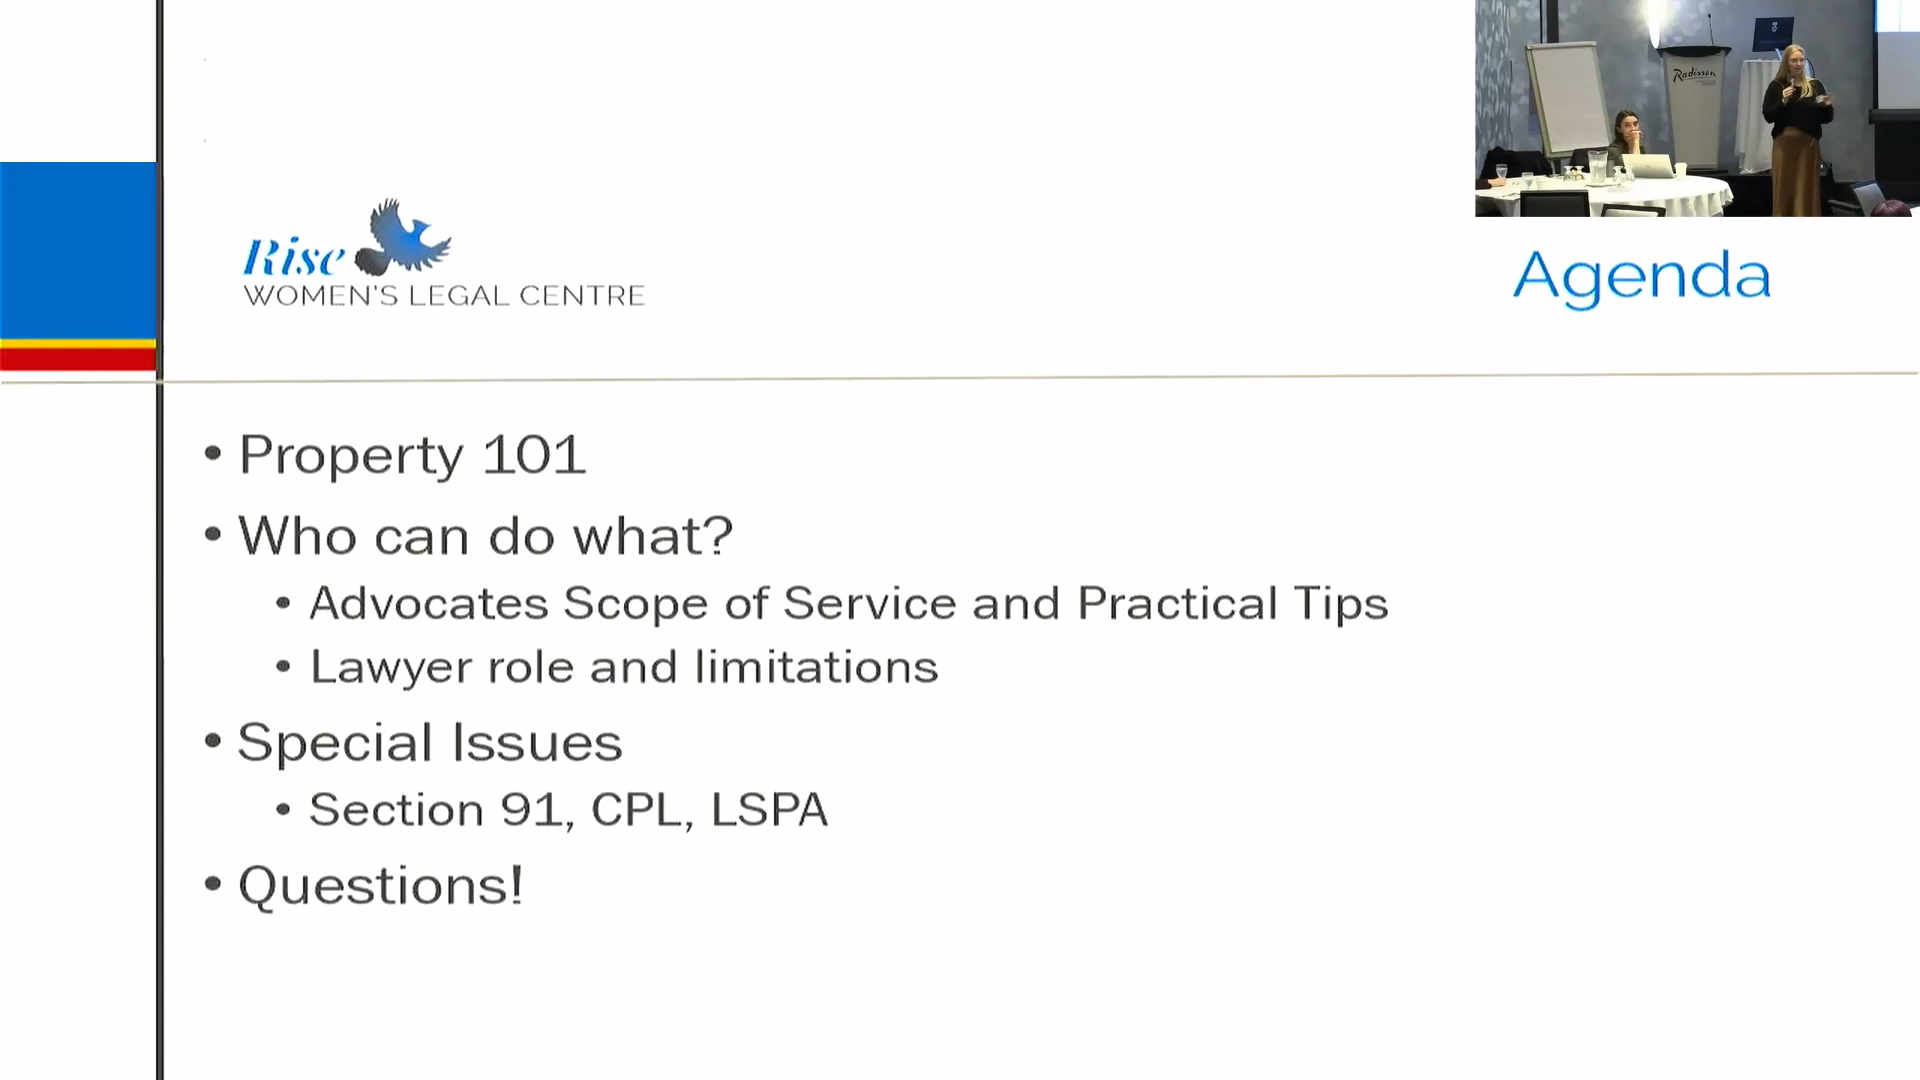 Radisson
Rise
WOMEN'S LEGAL CENTRE
Agenda
• Property 101
• Who can do what?
• Advocates Scope of Service and Practical Tips
• Lawyer role and limitations
• Special Issues
• Section 91, CPL, LSPA
• Questions!